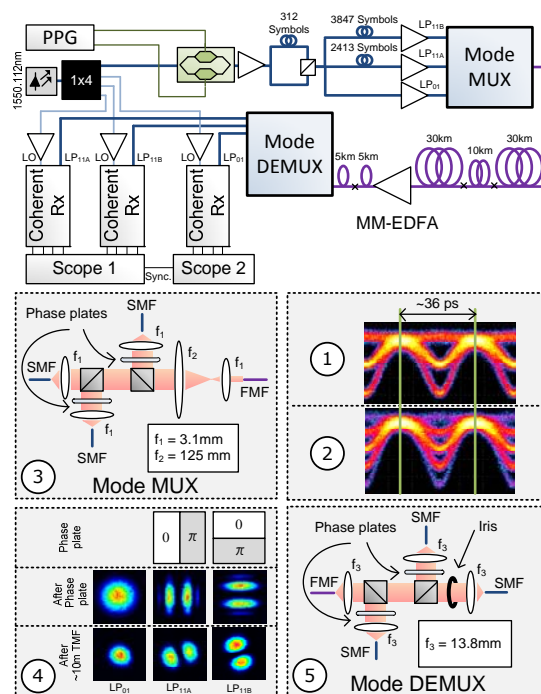 PPG
1550.112nm
1x4
312
Symbols
3847 Symbols
2413 Symbols
LP11B
LP11A
LP01
Mode
MUX
LO
LP11A
LO
LP11B
LO
LP01
Coherent
Rx
Coherent
Rx
Coherent
Rx
Scope 1
Sync.
Scope 2
Mode
DEMUX
5km
5km
MM-EDFA
30km
10km
30km
Phase plates
SMF
f1
f2
f1
SMF
f1
FMF
f1
SMF
f1 = 3.1mm
f2 = 125 mm
3
Mode MUX
~36 ps
1
2
Phase
plate
0
π
0
π
After
Phase
plate
After
~10m TMF
4
LP01
LP11A
LP11B
Phase plates
SMF
Iris
f3
FMF
f3
f3
SMF
f3
SMF
f3 = 13.8mm
5
Mode DEMUX